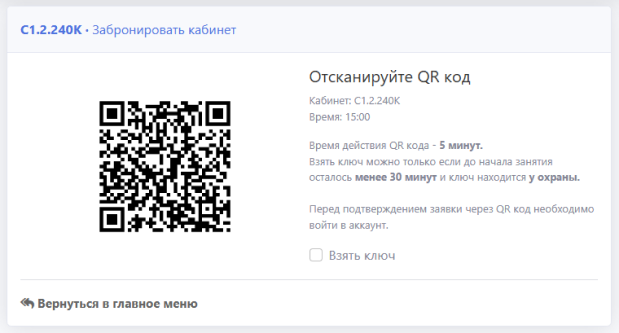 C1.2.240K · Забронировать кабинет
Отсканируйте QR код
Кабинет: C1.2.240K
Время: 15:00
Время действия QR кода - 5 минут.
Взять ключ можно только если до начала занятия
осталось менее 30 минут и ключ находится у охраны.
Перед подтверждением заявки через QR код необходимо
войти в аккаунт.
Взять ключ
Вернуться в главное меню